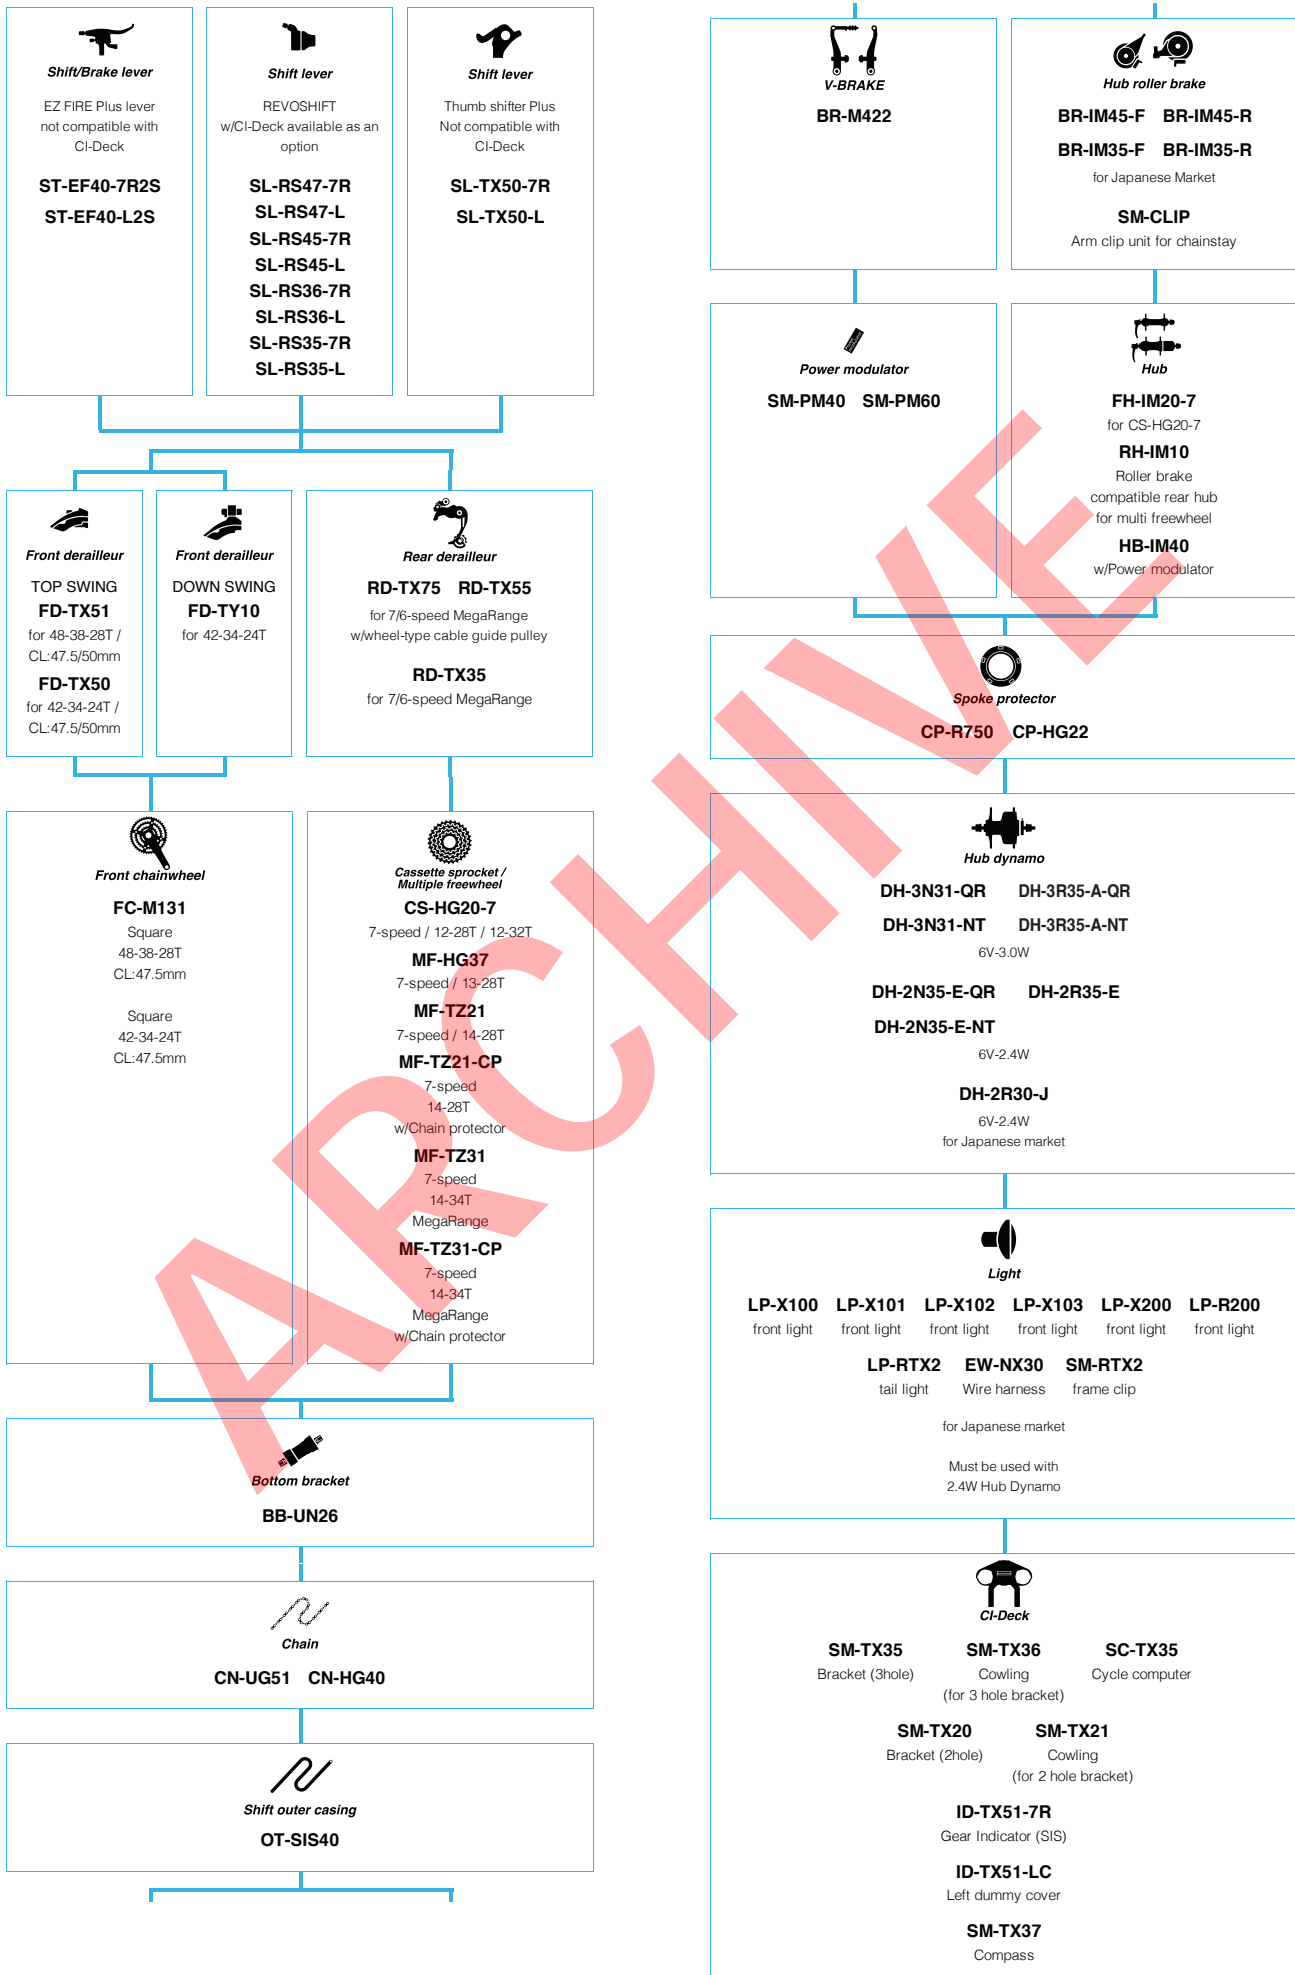 Shift/Brake lever
EZ FIRE Plus lever
not compatible with
CI-Deck
ST-EF40-7R2S
ST-EF40-L2S
Shift lever
REVOSHIFT
w/CI-Deck available as an
option
SL-RS47-7R
SL-RS47-L
SL-RS45-7R
SL-RS45-L
SL-RS36-7R
SL-RS36-L
SL-RS35-7R
SL-RS35-L
Shift lever
Thumb shifter Plus
Not compatible with
CI-Deck
SL-TX50-7R
SL-TX50-L
Front derailleur
TOP SWING
FD-TX51
for 48-38-28T /
CL:47.5/50mm
FD-TX50
for 42-34-24T /
CL:47.5/50mm
Front derailleur
DOWN SWING
FD-TY10
for 42-34-24T
Rear derailleur
RD-TX75 RD-TX55
for 7/6-speed MegaRange
w/wheel-type cable guide pulley
RD-TX35
for 7/6-speed MegaRange
Front chainwheel
FC-M131
Square
48-38-28T
CL:47.5mm
Square
42-34-24T
CL:47.5mm
Cassette sprocket /
Multiple freewheel
CS-HG20-7
7-speed / 12-28T / 12-32T
MF-HG37
7-speed / 13-28T
MF-TZ21
7-speed / 14-28T
MF-TZ21-CP
7-speed
14-28T
w/Chain protector
MF-TZ31
7-speed
14-34T
MegaRange
MF-TZ31-CP
7-speed
14-34T
MegaRange
w/Chain protector
Bottom bracket
BB-UN26
Chain
CN-UG51 CN-HG40
Shift outer casing
OT-SIS40
V-BRAKE
BR-M422
Hub roller brake
BR-IM45-F BR-IM45-R
BR-IM35-F BR-IM35-R
for Japanese Market
SM-CLIP
Arm clip unit for chainstay
Power modulator
SM-PM40 SM-PM60
Hub
FH-IM20-7
for CS-HG20-7
RH-IM10
Roller brake
compatible rear hub
for multi freewheel
HB-IM40
w/Power modulator
Spoke protector
CP-R750 CP-HG22
Hub dynamo
DH-3N31-QR DH-3R35-A-QR
DH-3N31-NT DH-3R35-A-NT
6V-3.0W
DH-2N35-E-QR DH-2R35-E
DH-2N35-E-NT
6V-2.4W
DH-2R30-J
6V-2.4W
for Japanese market
Light
LP-X100 LP-X101 LP-X102 LP-X103 LP-X200 LP-R200
front light front light front light front light front light front light
LP-RTX2 EW-NX30 SM-RTX2
tail light Wire harness frame clip
for Japanese market
Must be used with
2.4W Hub Dynamo
CI-Deck
SM-TX35 SM-TX36 SC-TX35
Bracket (3hole) Cowling Cycle computer
(for 3 hole bracket)
SM-TX20 SM-TX21
Bracket (2hole) Cowling
(for 2 hole bracket)
ID-TX51-7R
Gear Indicator (SIS)
ID-TX51-LC
Left dummy cover
SM-TX37
Compass
ARCHIVE